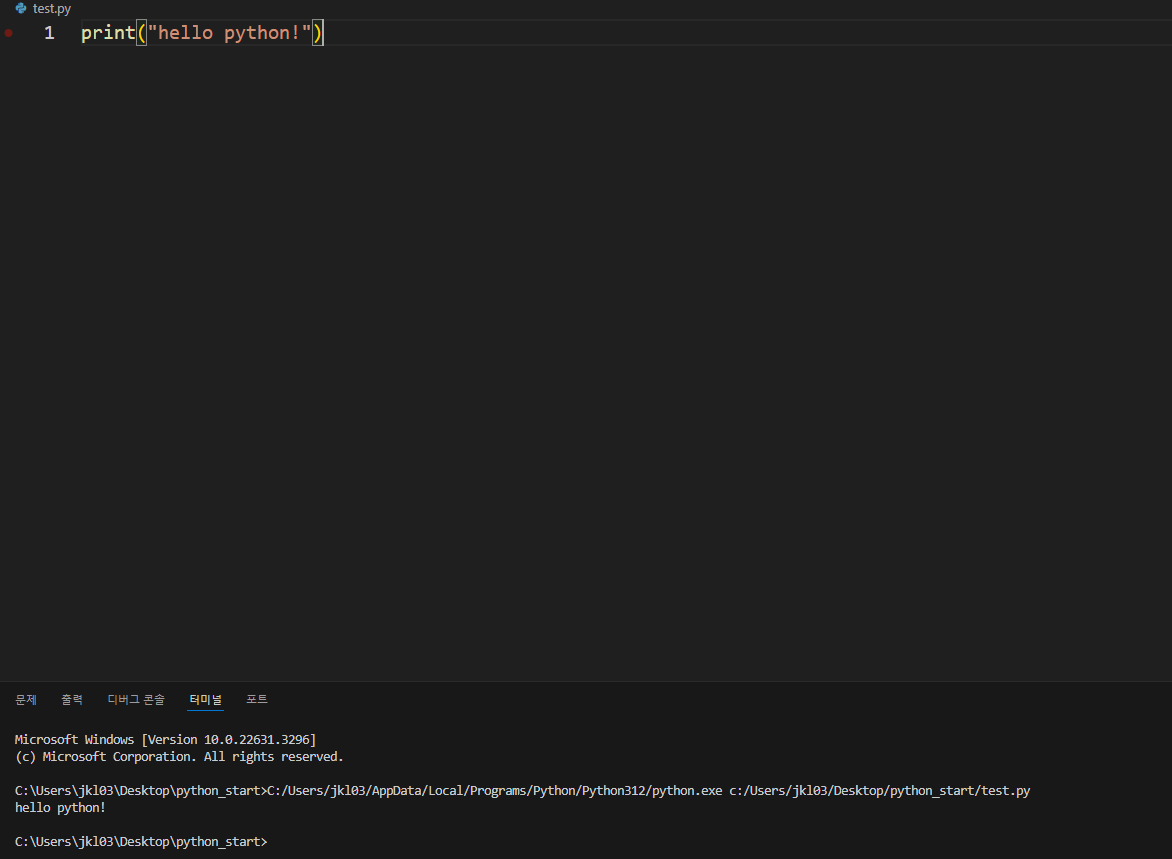 test.py
1 print("hello python!")
문제 출력 디버그 콘솔 터미널 포트
Microsoft Windows [Version 10.0.22631.3296]
(c) Microsoft Corporation. All rights reserved.
C:\Users\jkl03\Desktop\python_start>C:/Users/jkl03/AppData/Local/Programs/Python/Python312/python.exe c:/Users/jkl03/Desktop/python_start/test.py
hello python!
C:\Users\jkl03\Desktop\python_start>